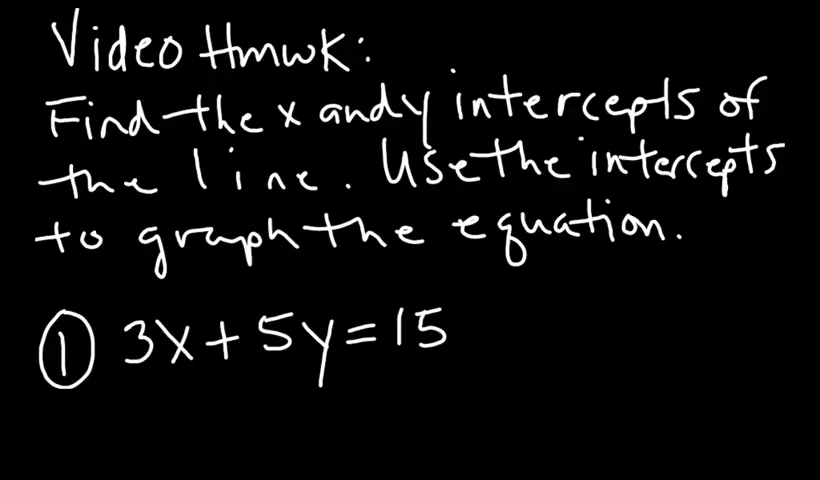 Video Hmwk:
Find the x and y intercepts of
the line. Use the intercepts
to graph the equation.
① 3x + 5y = 15